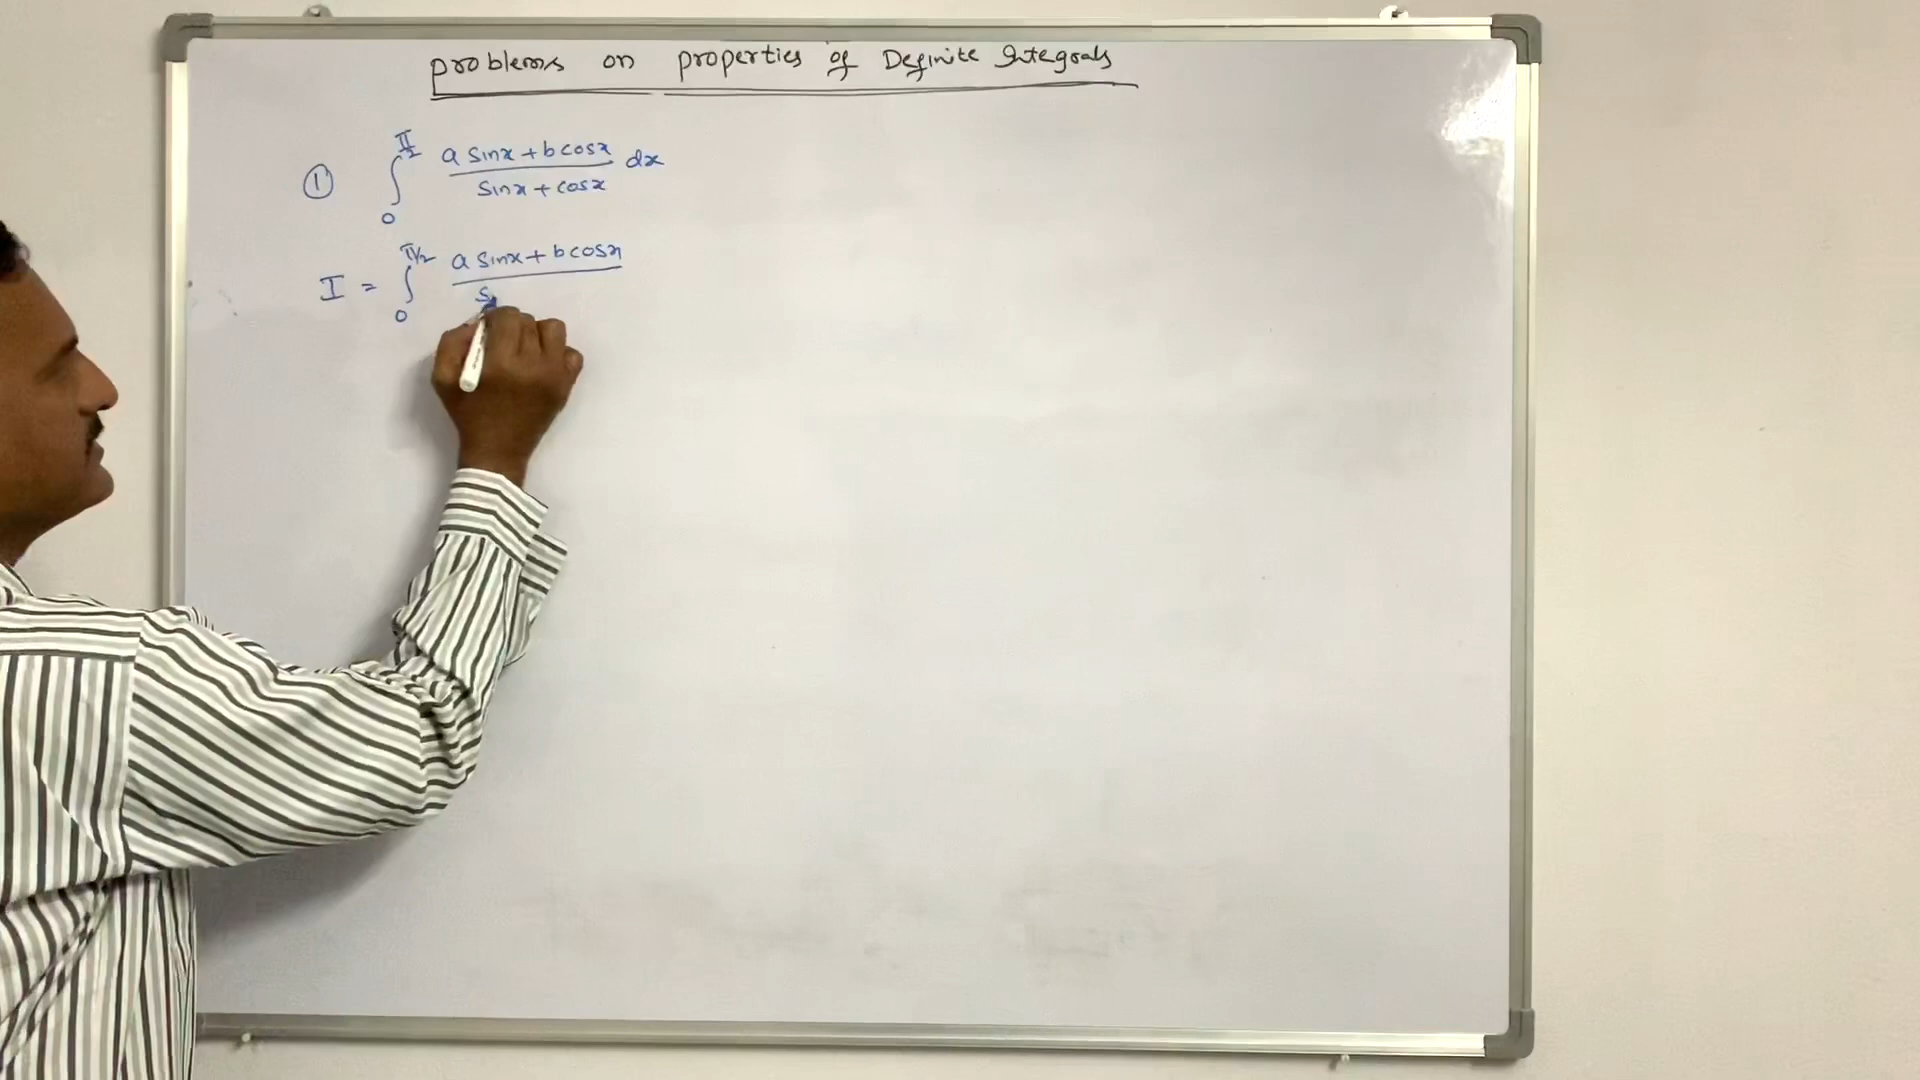 problems on properties of Definite Integrals
① ∫₀^{π/2} (a sinx + b cosx)/(sinx + cosx) dx
I = ∫₀^{π/2} (a sinx + b cosx)/s